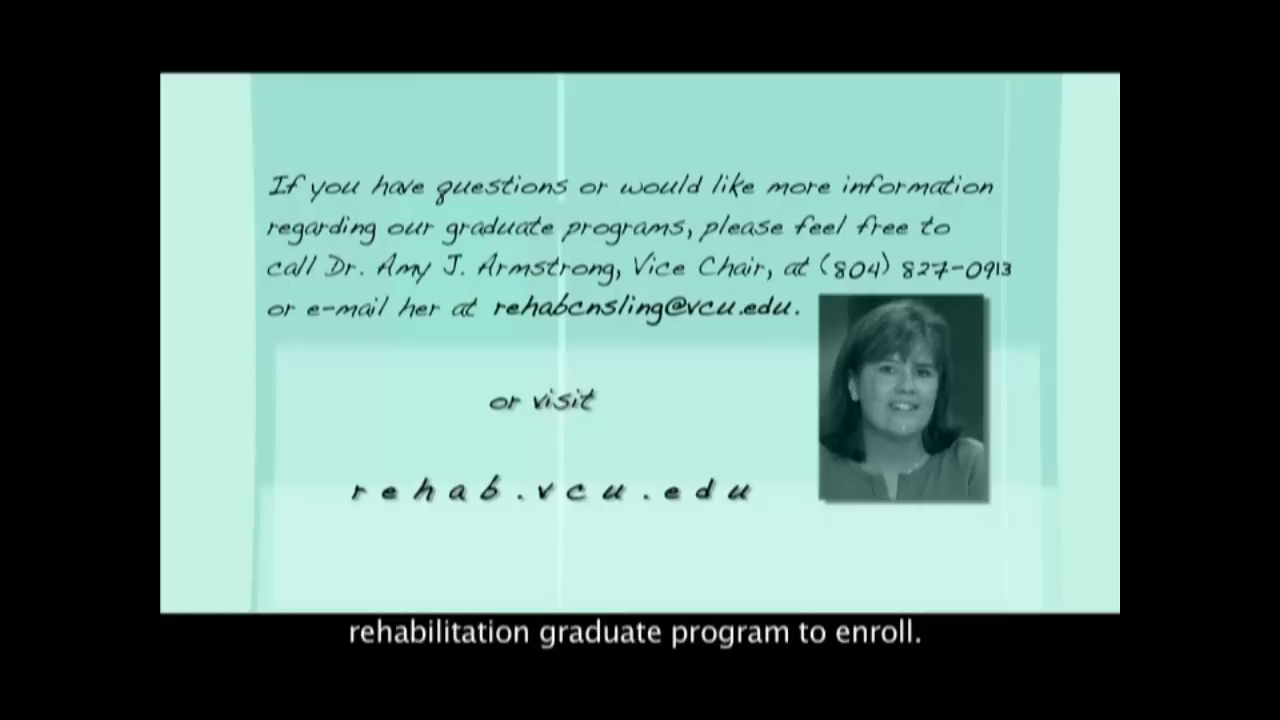 If you have questions or would like more information
regarding our graduate programs, please feel free to
call Dr. Amy J. Armstrong, Vice Chair, at (804) 827-0913
or e-mail her at rehabcnsling@vcu.edu.
or visit
rehab.vcu.edu
rehabilitation graduate program to enroll.